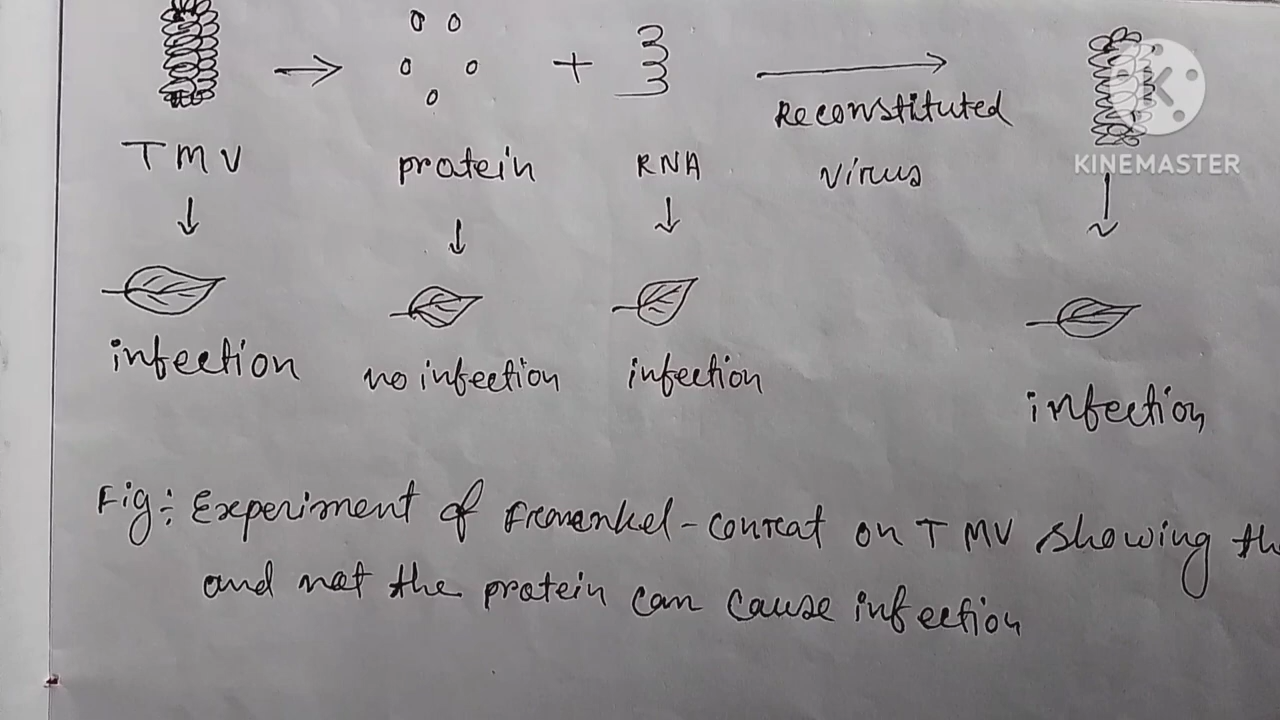 TMV
protein
+
RNA
Reconstituted
virus
KINEMASTER
infection
no infection
infection
infection
Fig: Experiment of Fraenkel-Conrat on TMV showing
and not the protein can cause infection